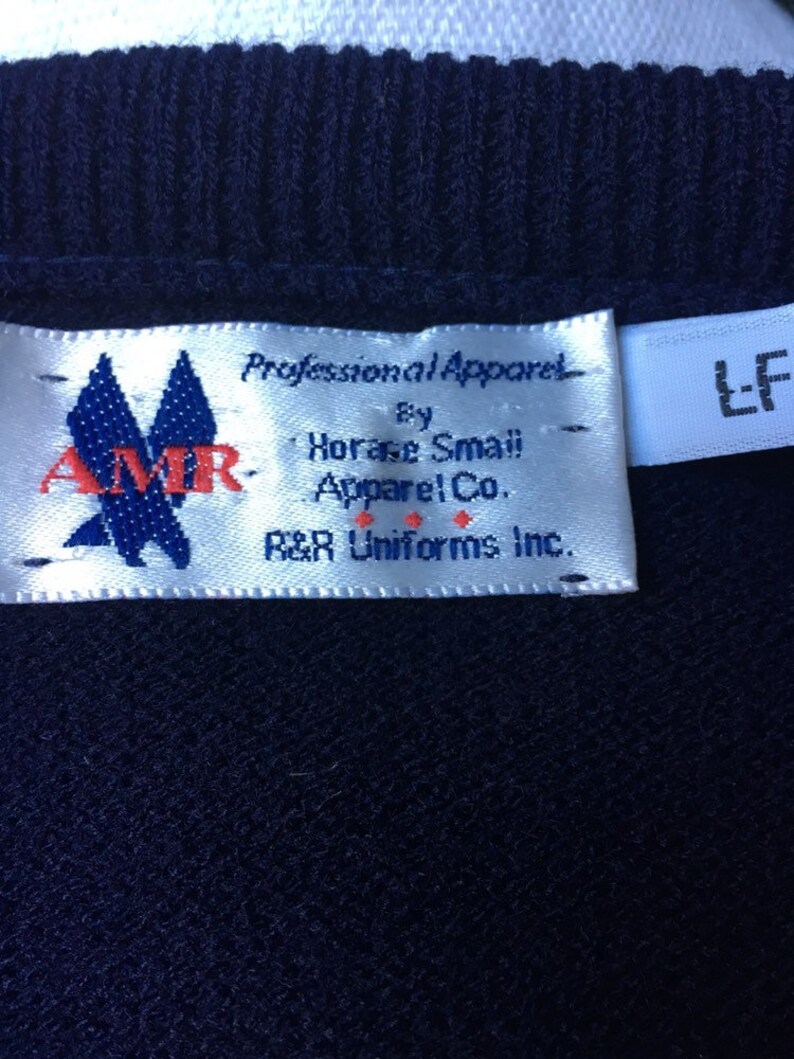 AMR
Professional Apparel
By
Horace Small
Apparel Co.
R&R Uniforms Inc.
L-F